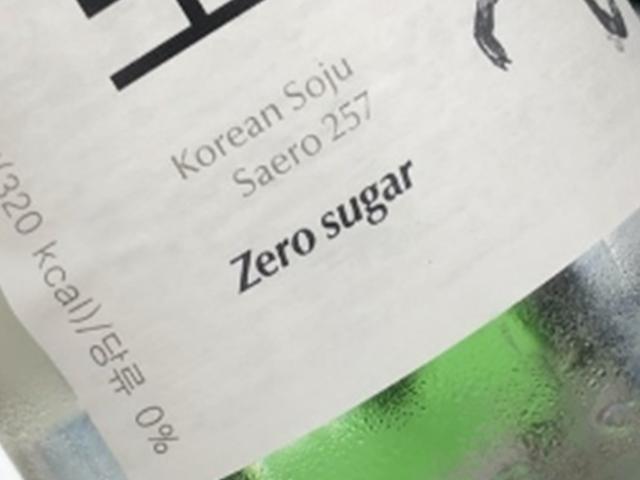 Korean Soju
Saero 257
Zero sugar
320 kcal)/당류 0%